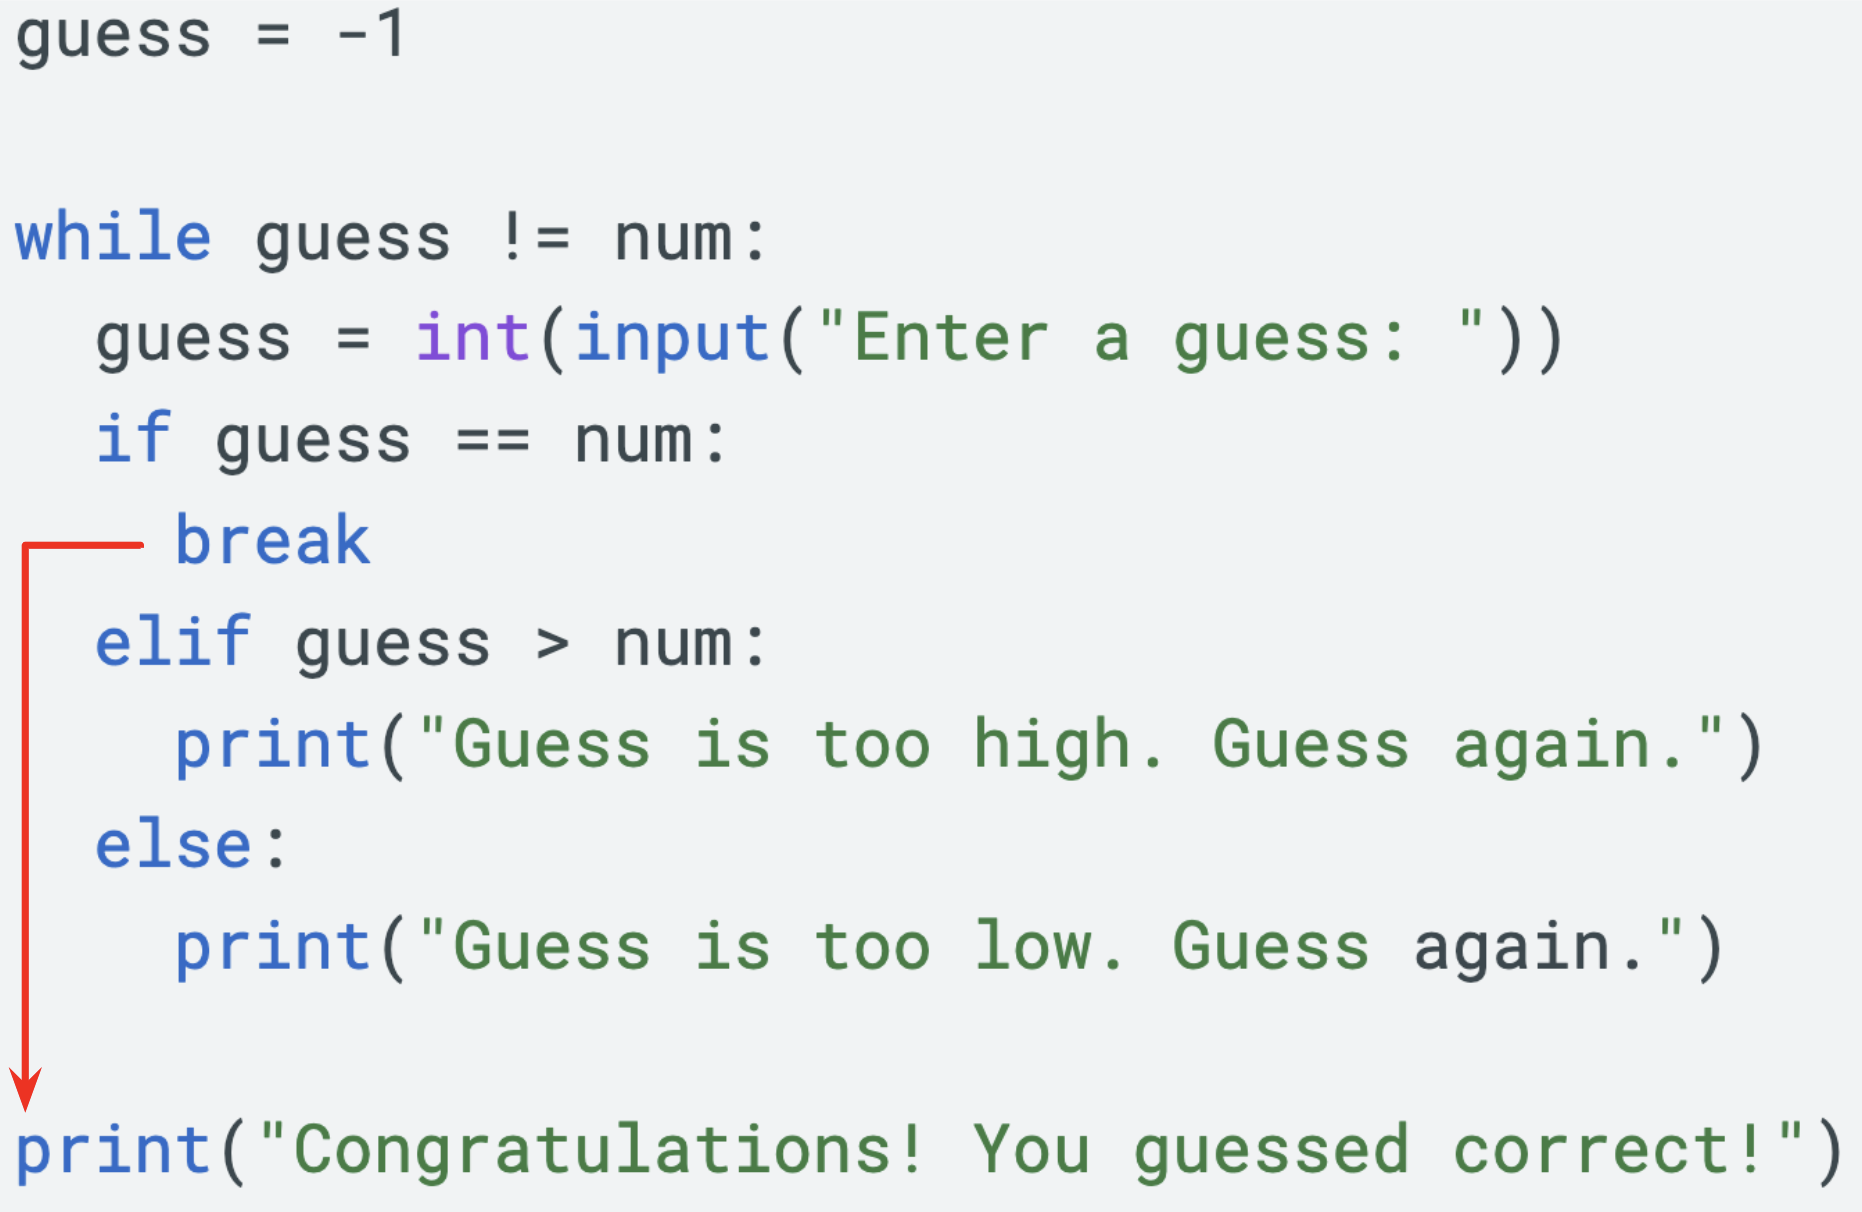 guess = -1
while guess != num:
  guess = int(input("Enter a guess: "))
  if guess == num:
    break
  elif guess > num:
    print("Guess is too high. Guess again.")
  else:
    print("Guess is too low. Guess again.")
print("Congratulations! You guessed correct!")